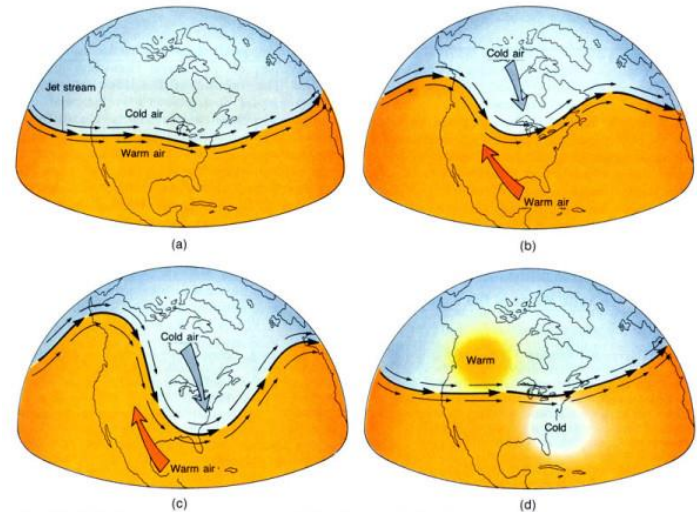 Jet stream
Cold air
Warm air
(a)
Cold air
Warm air
(b)
Cold air
Warm air
(c)
Warm
Cold
(d)